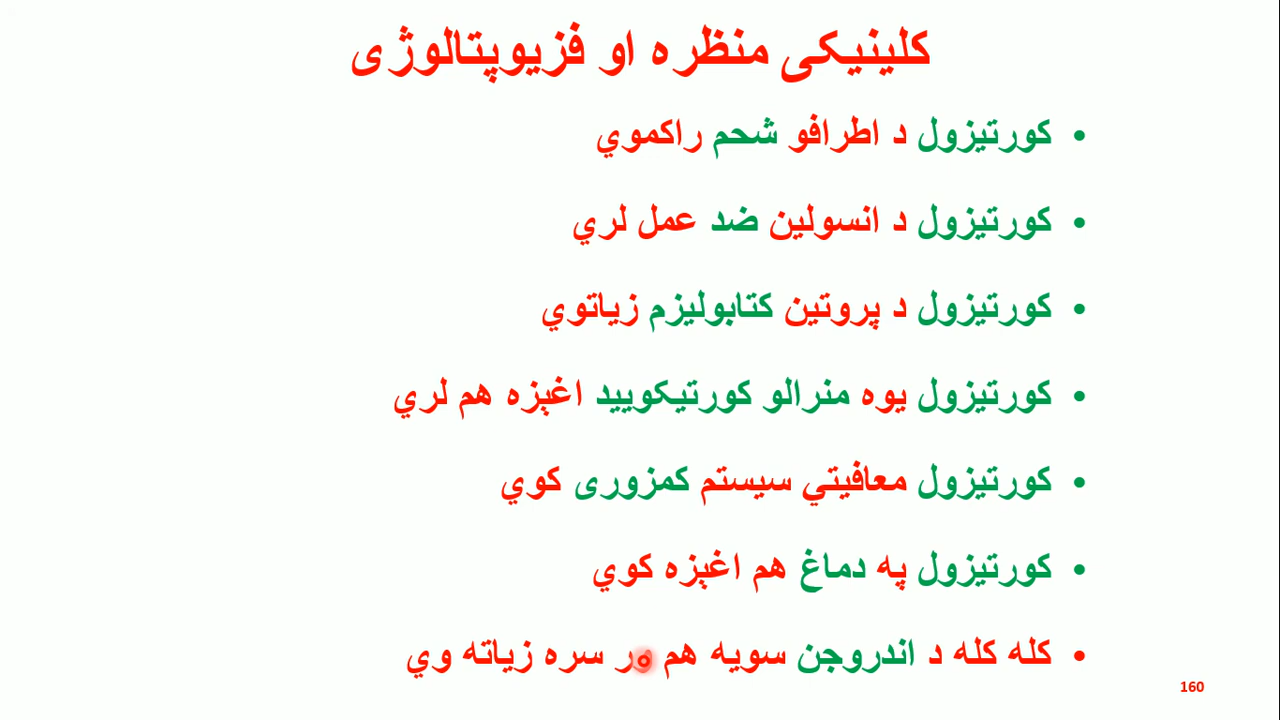 کلینیکی منظره او فزیوپتالوژی
• کورتیزول د اطرافو شحم راکموي
• کورتیزول د انسولین ضد عمل لري
• کورتیزول د پروتین کتابولیزم زیاتوي
• کورتیزول یوه منرالو کورتیکویید اغېزه هم لري
• کورتیزول معافیتي سیستم کمزوری کوي
• کورتیزول په دماغ هم اغېزه کوي
• کله کله د اندروجن سویه هم ور سره زیاته وي
160